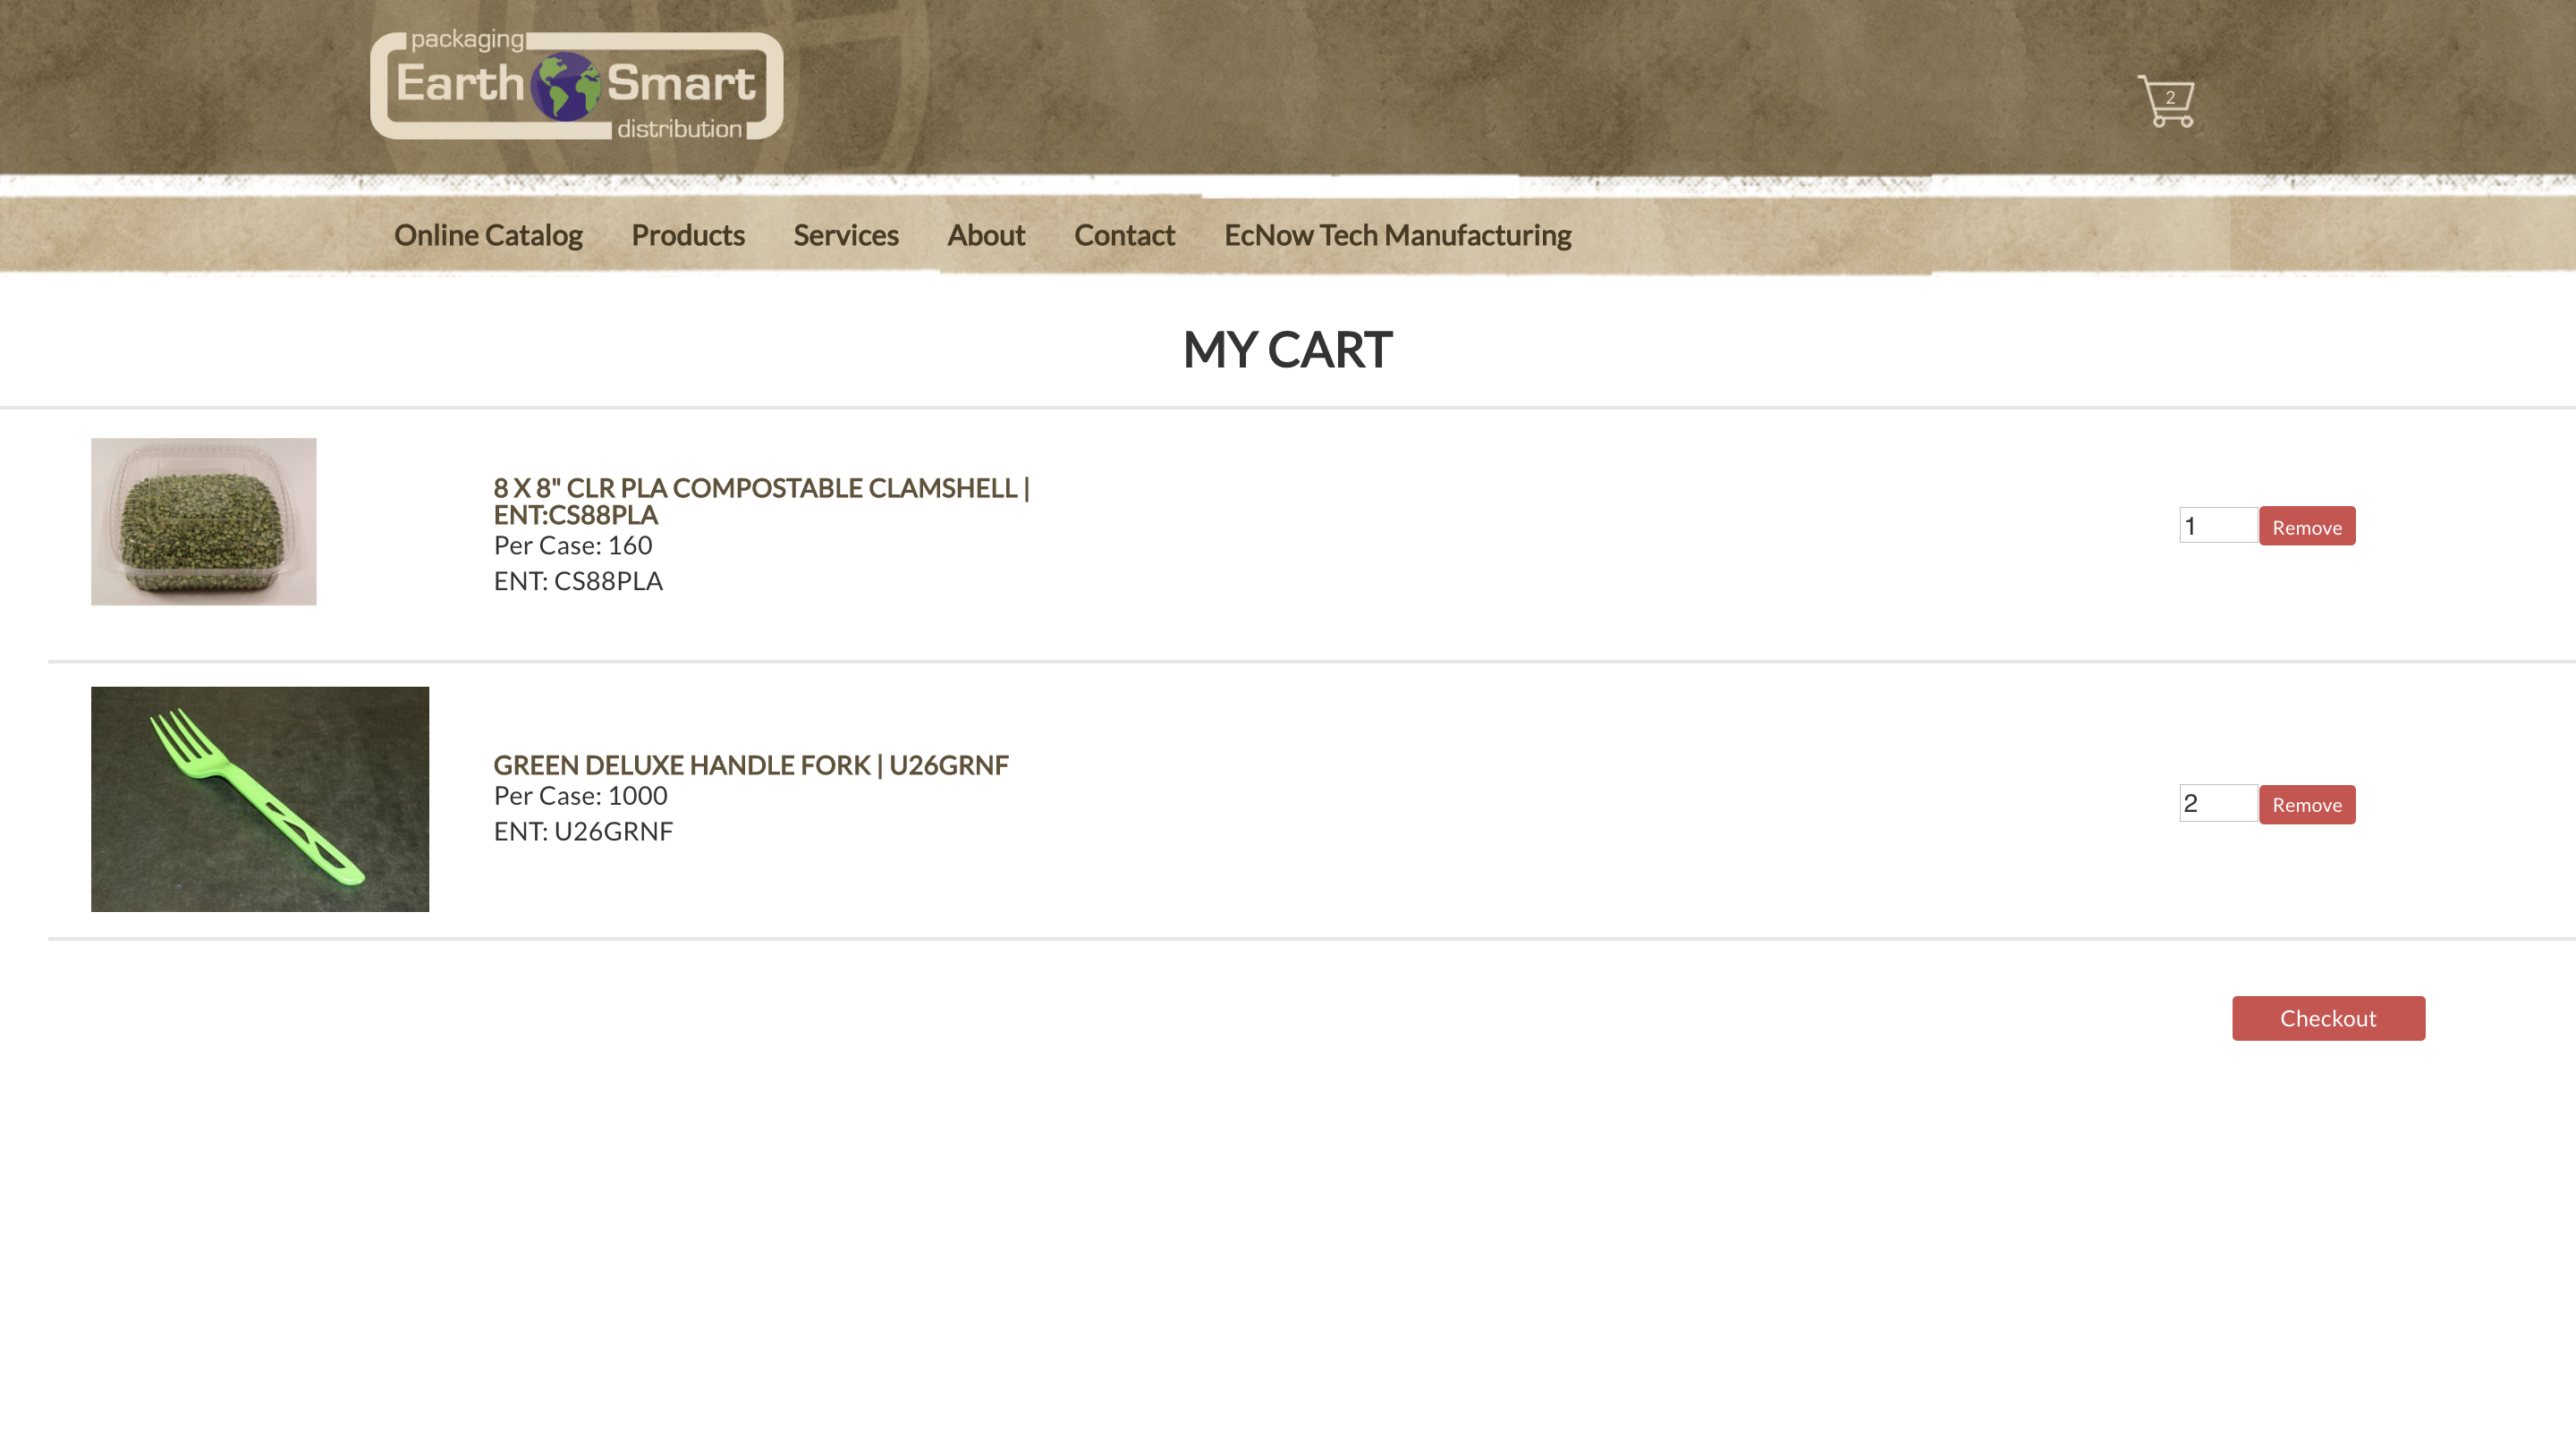 packaging
Earth Smart
distribution
2
Online Catalog Products Services About Contact EcNow Tech Manufacturing
MY CART
8 X 8" CLR PLA COMPOSTABLE CLAMSHELL |
ENT:CS88PLA
Per Case: 160
ENT: CS88PLA
1 Remove
GREEN DELUXE HANDLE FORK | U26GRNF
Per Case: 1000
ENT: U26GRNF
2 Remove
Checkout